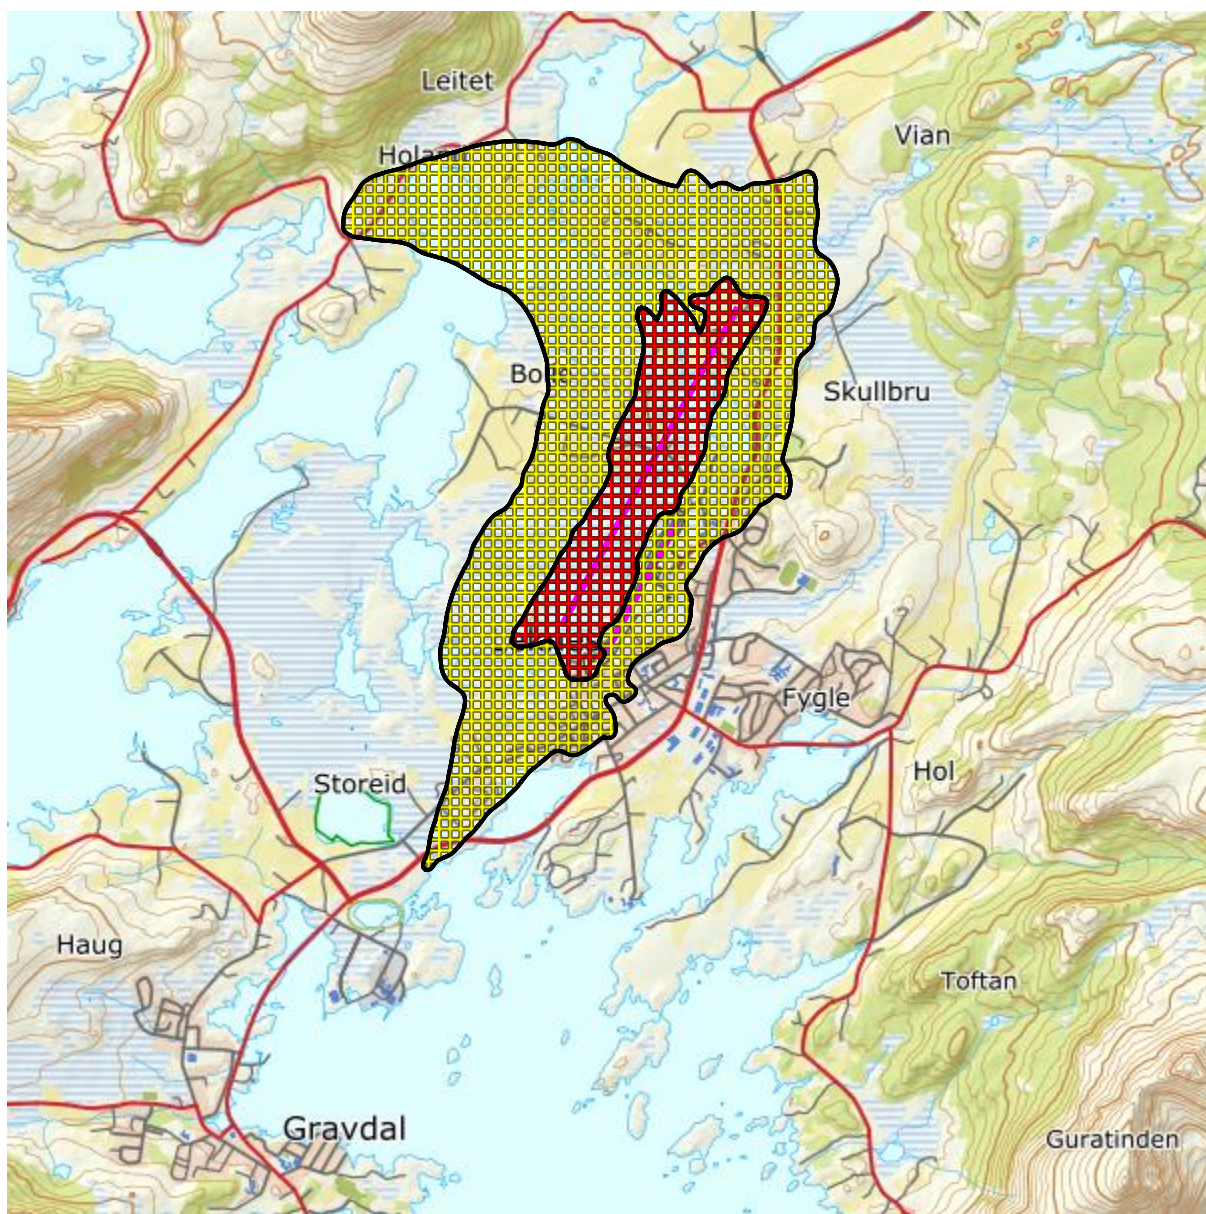 Leitet
Vian
Skullbru
Fygle
Hol
Storeid
Haug
Toftan
Gravdal
Guratinden